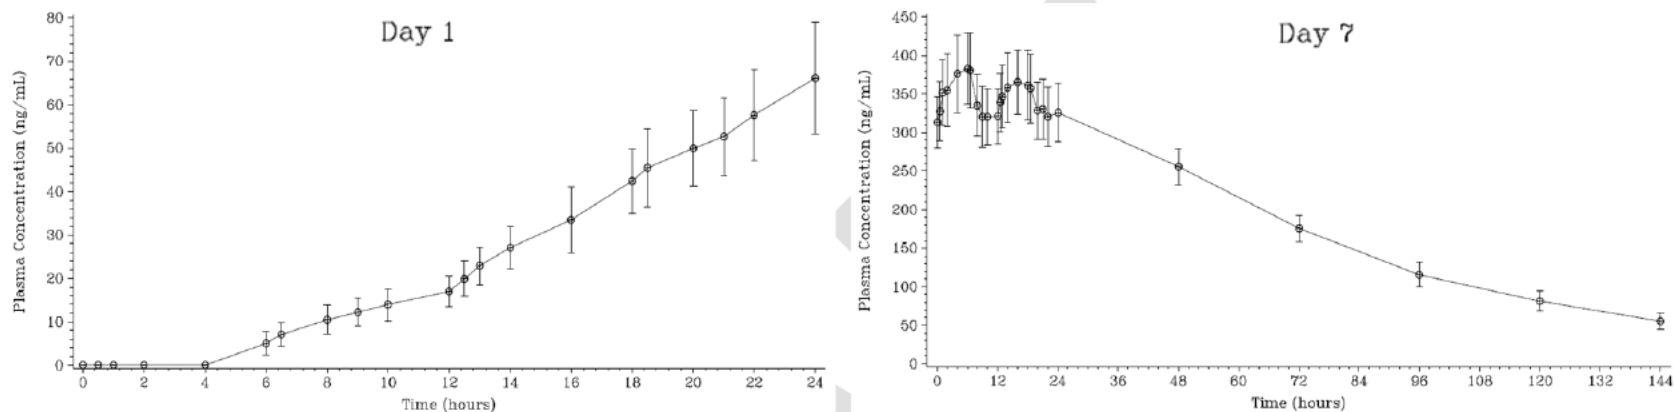 Day 1
Plasma Concentration (ng/mL)
80
70
60
50
40
30
20
10
0
0 2 4 6 8 10 12 14 16 18 20 22 24
Time (hours)
Day 7
Plasma Concentration (ng/mL)
450
400
350
300
250
200
150
100
50
0
0 12 24 36 48 60 72 84 96 108 120 132 144
Time (hours)